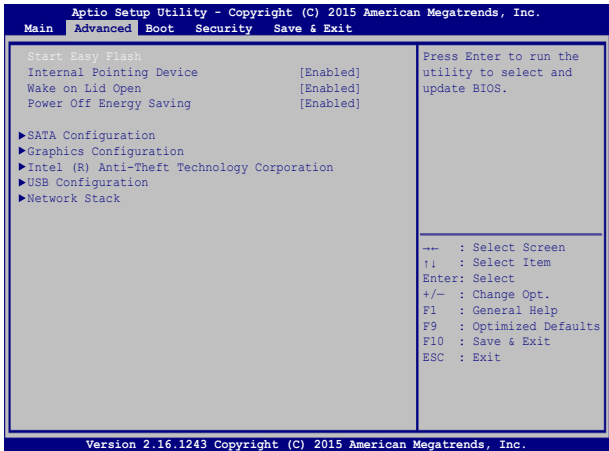 Aptio Setup Utility - Copyright (C) 2015 American Megatrends, Inc.
Main Advanced Boot Security Save & Exit
Start Easy Flash
Internal Pointing Device [Enabled]
Wake on Lid Open [Enabled]
Power Off Energy Saving [Enabled]
▶SATA Configuration
▶Graphics Configuration
▶Intel (R) Anti-Theft Technology Corporation
▶USB Configuration
▶Network Stack
Press Enter to run the
utility to select and
update BIOS.
→← : Select Screen
↑↓ : Select Item
Enter: Select
+/— : Change Opt.
F1 : General Help
F9 : Optimized Defaults
F10 : Save & Exit
ESC : Exit
Version 2.16.1243 Copyright (C) 2015 American Megatrends, Inc.